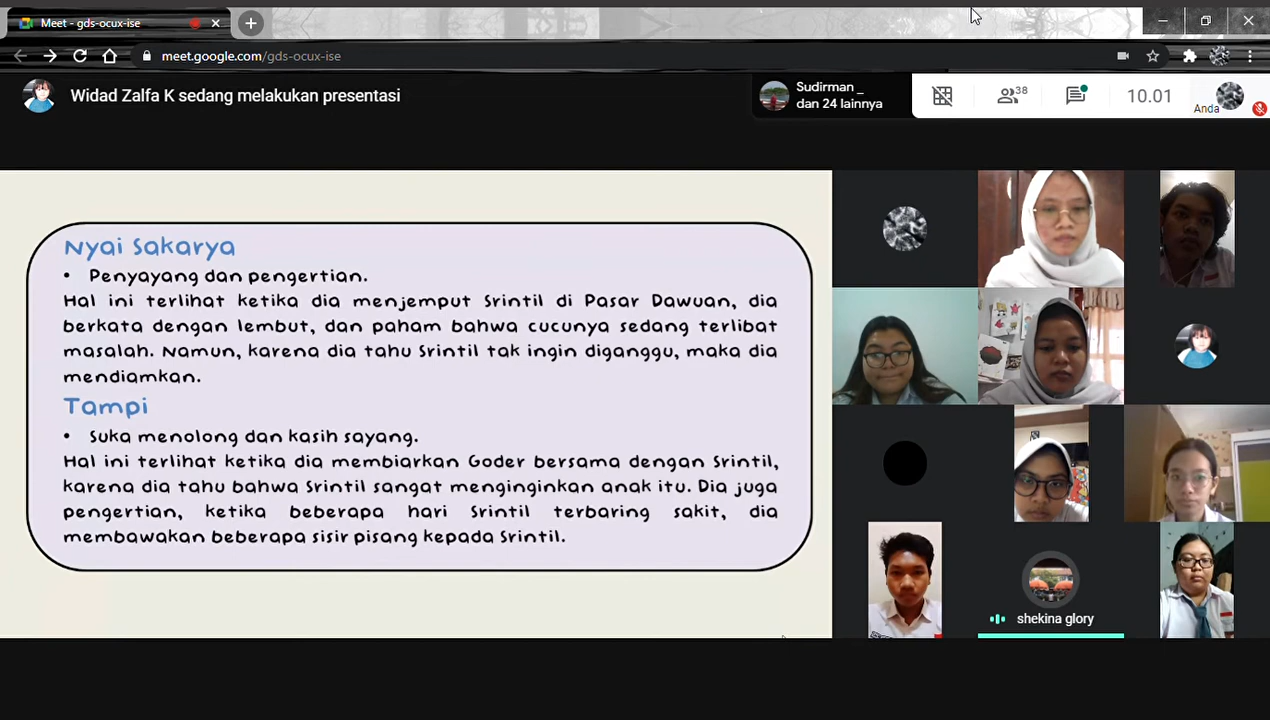 Meet - gds-ocux-ise
meet.google.com/gds-ocux-ise
Widad Zalfa K sedang melakukan presentasi
Sudirman _
dan 24 lainnya
38
10.01
Anda
Nyai Sakarya
• Penyayang dan pengertian.
Hal ini terlihat ketika dia menjemput Srintil di Pasar Dawuan, dia
berkata dengan lembut, dan paham bahwa cucunya sedang terlibat
masalah. Namun, karena dia tahu Srintil tak ingin diganggu, maka dia
mendiamkan.
Tampi
• Suka menolong dan kasih sayang.
Hal ini terlihat ketika dia membiarkan Goder bersama dengan Srintil,
karena dia tahu bahwa Srintil sangat menginginkan anak itu. Dia juga
pengertian, ketika beberapa hari Srintil terbaring sakit, dia
membawakan beberapa sisir pisang kepada Srintil.
shekina glory